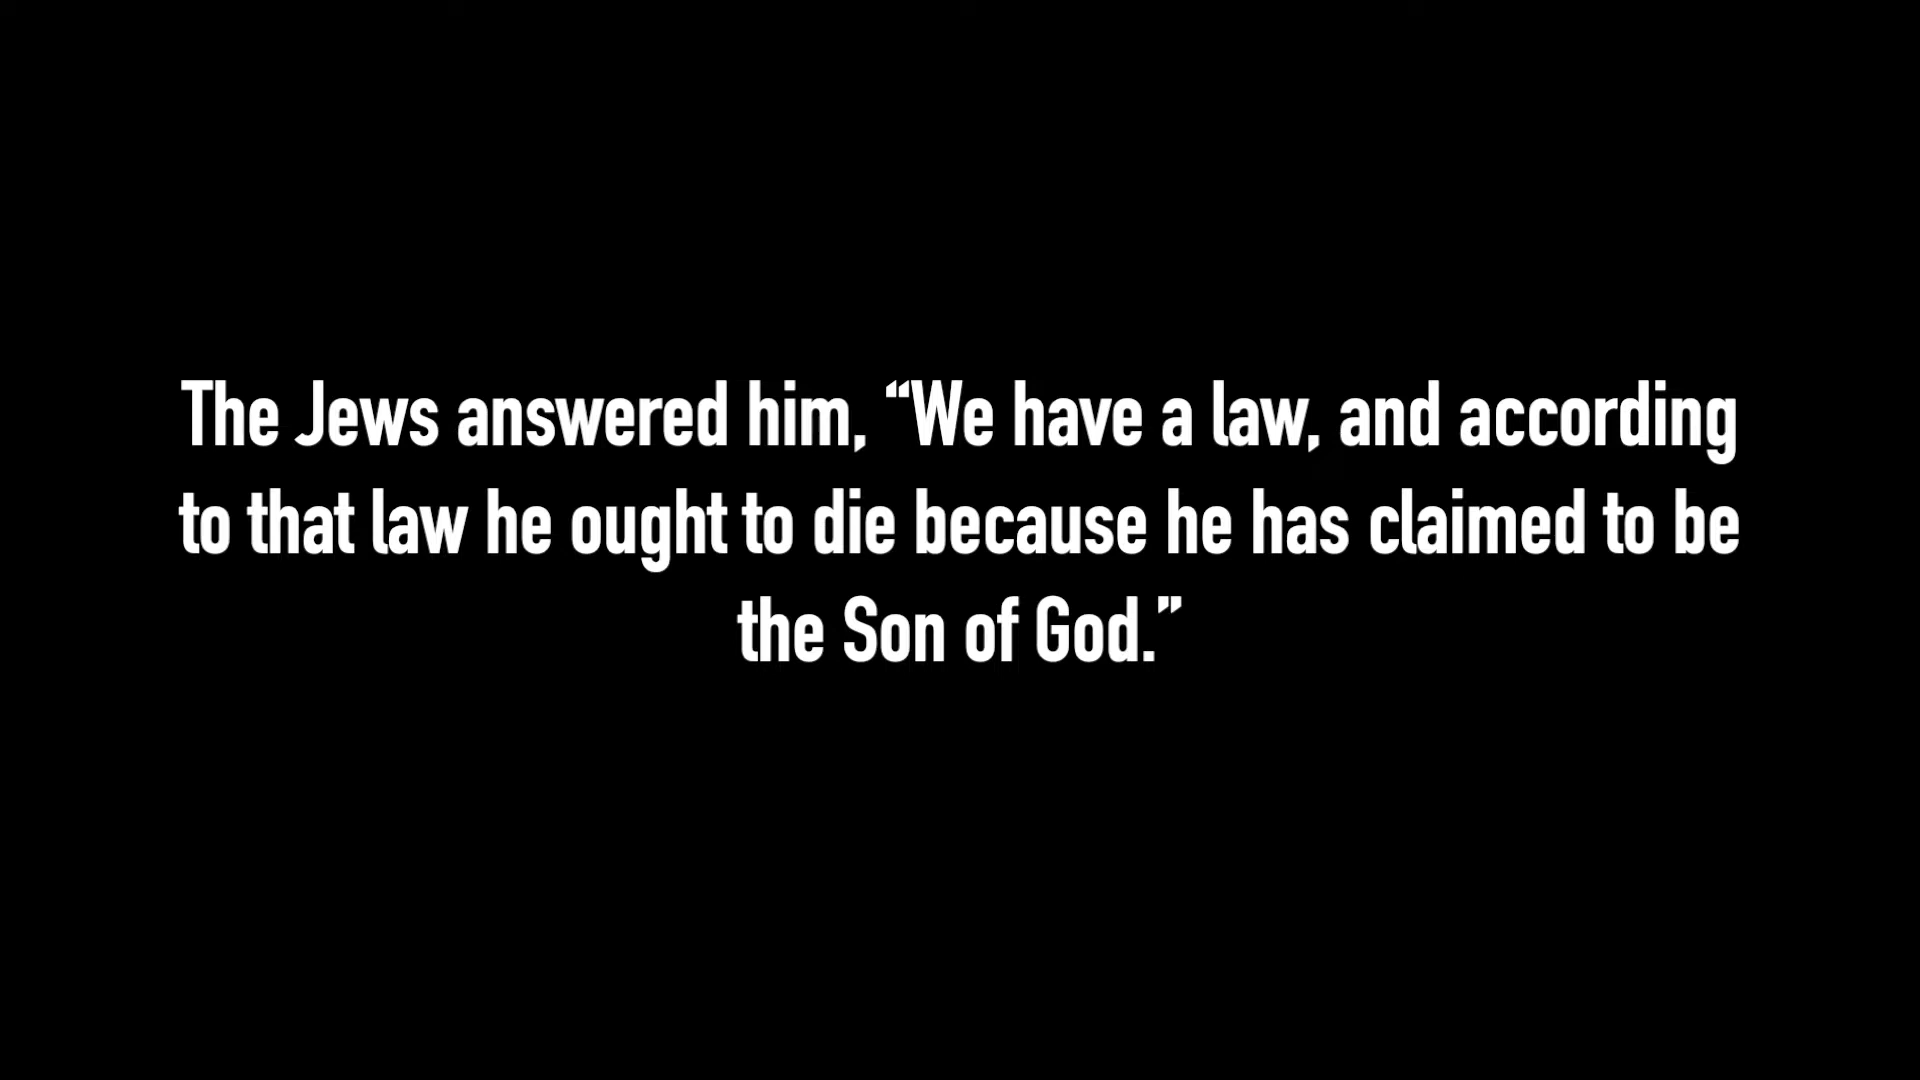 The Jews answered him, “We have a law, and according
to that law he ought to die because he has claimed to be
the Son of God.”